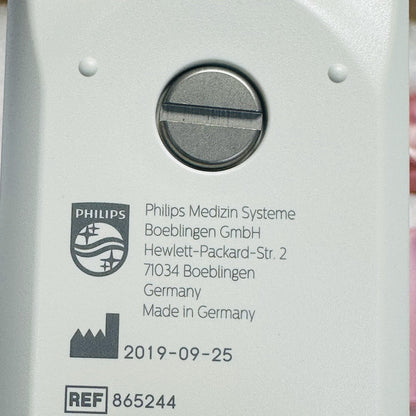 PHILIPS
Philips Medizin Systeme
Boeblingen GmbH
Hewlett-Packard-Str. 2
71034 Boeblingen
Germany
Made in Germany
2019-09-25
REF 865244